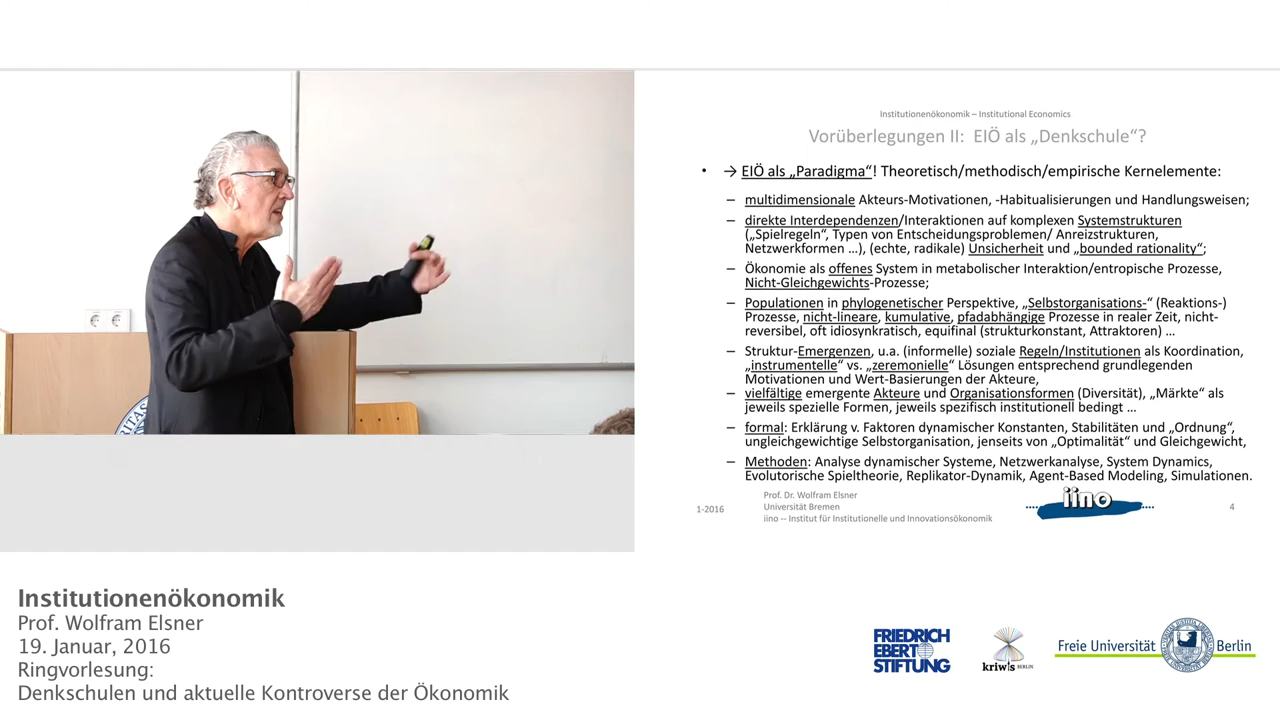 Institutionenökonomik – Institutional Economics
Vorüberlegungen II: EIÖ als „Denkschule“?
• → EIÖ als „Paradigma“! Theoretisch/methodisch/empirische Kernelemente:
– multidimensionale Akteurs-Motivationen, -Habitualisierungen und Handlungsweisen;
– direkte Interdependenzen/Interaktionen auf komplexen Systemstrukturen
(„Spielregeln“, Typen von Entscheidungsproblemen/ Anreizstrukturen,
Netzwerkformen …), (echte, radikale) Unsicherheit und „bounded rationality“;
– Ökonomie als offenes System in metabolischer Interaktion/entropische Prozesse,
Nicht-Gleichgewichts-Prozesse;
– Populationen in phylogenetischer Perspektive, „Selbstorganisations-“ (Reaktions-)
Prozesse, nicht-lineare, kumulative, pfadabhängige Prozesse in realer Zeit, nicht-
reversibel, oft idiosynkratisch, equifinal (strukturkonstant, Attraktoren) …
– Struktur-Emergenzen, u.a. (informelle) soziale Regeln/Institutionen als Koordination,
„instrumentelle“ vs. „zeremonielle“ Lösungen entsprechend grundlegenden
Motivationen und Wert-Basierungen der Akteure,
– vielfältige emergente Akteure und Organisationsformen (Diversität), „Märkte“ als
jeweils spezielle Formen, jeweils spezifisch institutionell bedingt …
– formal: Erklärung v. Faktoren dynamischer Konstanten, Stabilitäten und „Ordnung“,
ungleichgewichtige Selbstorganisation, jenseits von „Optimalität“ und Gleichgewicht,
– Methoden: Analyse dynamischer Systeme, Netzwerkanalyse, System Dynamics,
Evolutorische Spieltheorie, Replikator-Dynamik, Agent-Based Modeling, Simulationen.
1-2016
Prof. Dr. Wolfram Elsner
Universität Bremen
iino -- Institut für Institutionelle und Innovationsökonomik
iino
4
Institutionenökonomik
Prof. Wolfram Elsner
19. Januar, 2016
Ringvorlesung:
Denkschulen und aktuelle Kontroverse der Ökonomik
FRIEDRICH
EBERT
STIFTUNG
kriwis BERLIN
Freie Universität Berlin